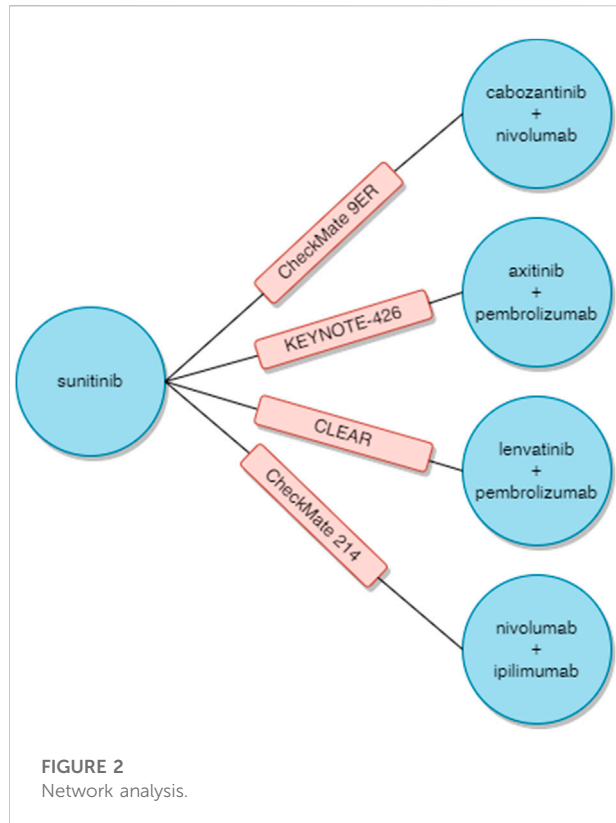 cabozantinib
+
nivolumab
CheckMate 9ER
axitinib
+
pembrolizumab
KEYNOTE-426
sunitinib
CLEAR
lenvatinib
+
pembrolizumab
CheckMate 214
nivolumab
+
ipilimumab
FIGURE 2
Network analysis.